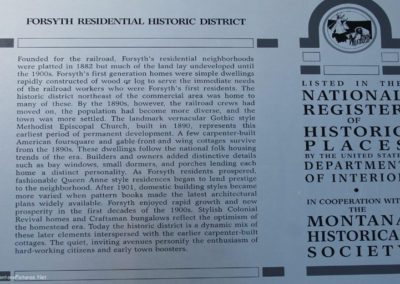 FORSYTH RESIDENTIAL HISTORIC DISTRICT
Founded for the railroad, Forsyth's residential neighborhoods
were platted in 1882 but much of the land lay undeveloped until
the 1900s. Forsyth's first generation homes were simple dwellings
rapidly constructed of wood or log to serve the immediate needs
of the railroad workers who were Forsyth's first residents. The
historic district northeast of the commercial area was home to
many of these. By the 1890s, however, the railroad crews had
moved on, the population had become more diverse, and the
town was more settled. The landmark vernacular Gothic style
Methodist Episcopal Church, built in 1890, represents this
earliest period of permanent development. A few carpenter-built
American foursquare and gable-front and wing cottages survive
from the 1890s. These dwellings follow the national folk housing
trends of the era. Builders and owners added distinctive details
such as bay windows, small dormers, and porches lending each
home a distinct personality. As Forsyth residents prospered,
fashionable Queen Anne style residences began to lend prestige
to the neighborhood. After 1901, domestic building styles became
more varied when pattern books made the latest architectural
plans widely available. Forsyth enjoyed rapid growth and new
prosperity in the first decades of the 1900s. Stylish Colonial
Revival homes and Craftsman bungalows reflect the optimism of
the homestead era. Today the historic district is a dynamic mix of
these later elements interspersed with the earlier carpenter-built
cottages. The quiet, inviting avenues personify the enthusiasm of
hard-working citizens and early town boosters.
LISTED IN THE
NATIONAL
REGISTER
OF
HISTORIC
PLACES
BY THE UNITED STATES
DEPARTMENT
OF INTERIOR
IN COOPERATION WITH THE
MONTANA
HISTORICAL
SOCIETY